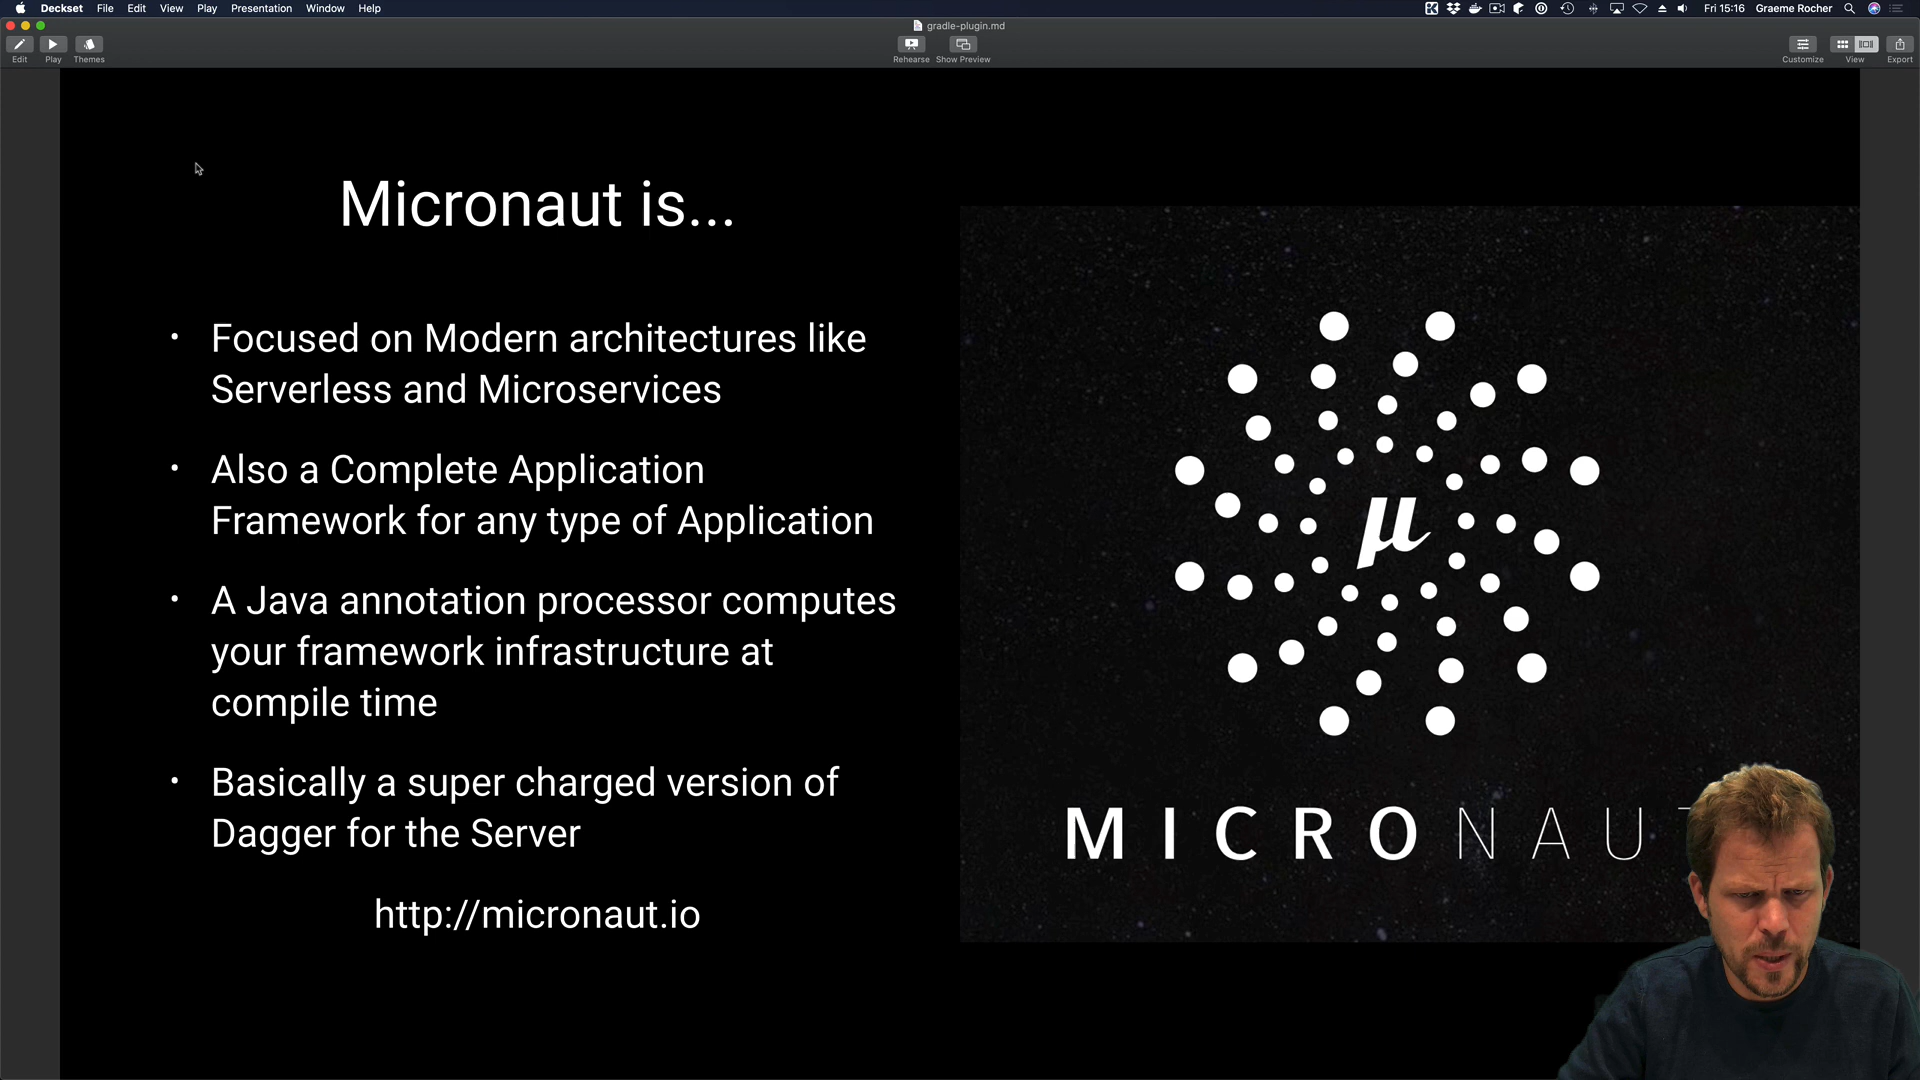 Deckset File Edit View Play Presentation Window Help Fri 15:16 Graeme Rocher
gradle-plugin.md
Edit Play Themes Rehearse Show Preview Customize View Export
Micronaut is...
• Focused on Modern architectures like
Serverless and Microservices
• Also a Complete Application
Framework for any type of Application
• A Java annotation processor computes
your framework infrastructure at
compile time
• Basically a super charged version of
Dagger for the Server
http://micronaut.io
µ
MICRONAUT